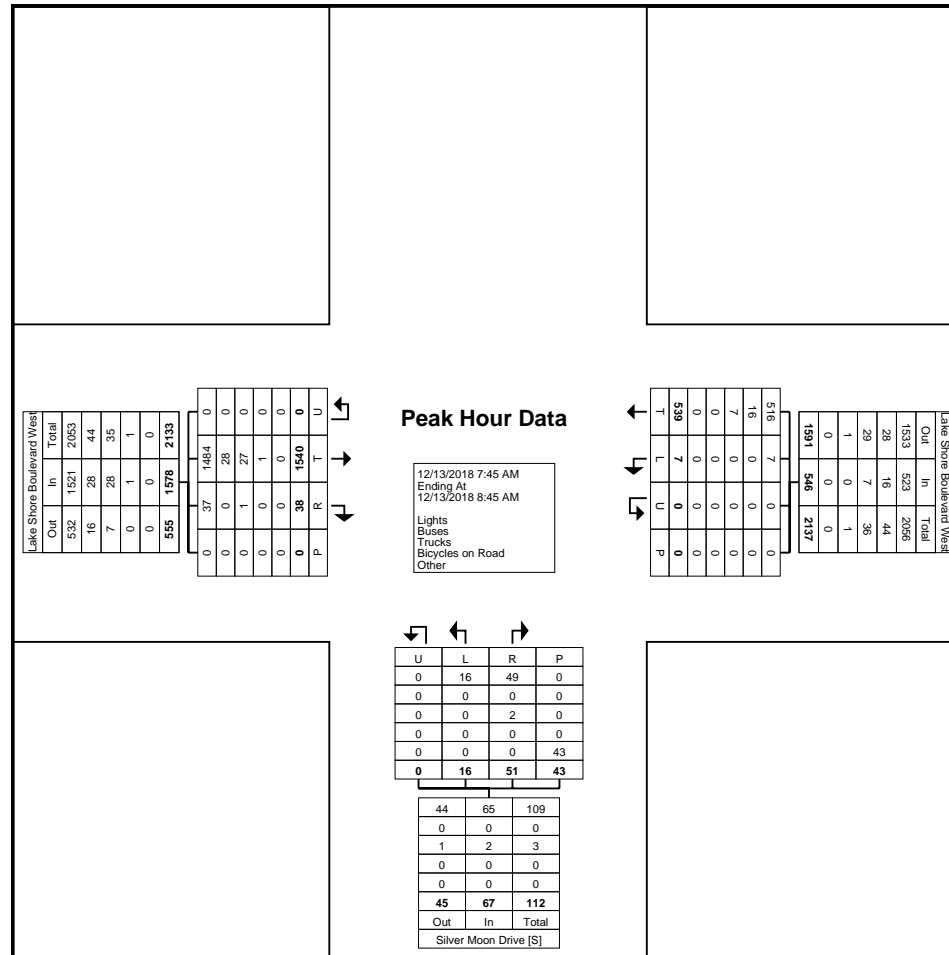 Lake Shore Boulevard West
Total In Out
2053 1521 532
44 28 16
35 28 7
1 1 0
0 0 0
2133 1578 555
0 1484 37 0
0 28 0 0
0 27 1 0
0 1 0 0
0 0 0 0
0 1540 38 0
U T R P
Peak Hour Data
12/13/2018 7:45 AM
Ending At
12/13/2018 8:45 AM
Lights
Buses
Trucks
Bicycles on Road
Other
T L U P
539 7 0 0
0 0 0 0
0 0 0 0
7 0 0 0
16 0 0 0
516 7 0 0
1591 546 2137
0 0 0
1 0 1
29 7 36
28 16 44
1533 523 2056
Out In Total
Lake Shore Boulevard West
U L R P
0 16 49 0
0 0 0 0
0 0 2 0
0 0 0 0
0 0 0 43
0 16 51 43
44 65 109
0 0 0
1 2 3
0 0 0
0 0 0
45 67 112
Out In Total
Silver Moon Drive [S]